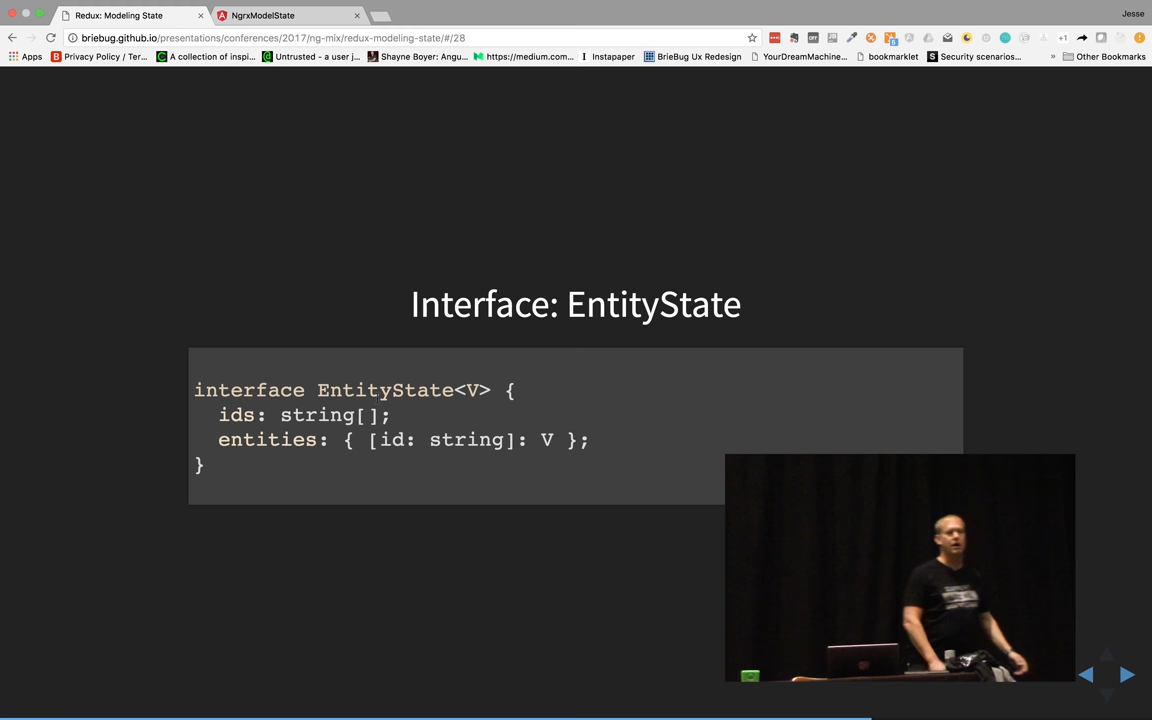 Redux: Modeling State
NgrxModelState
Jesse
briebug.github.io/presentations/conferences/2017/ng-mix/redux-modeling-state/#/28
+1
Apps
Privacy Policy / Ter...
A collection of inspi...
Untrusted - a user j...
Shayne Boyer: Angu...
https://medium.com...
Instapaper
BrieBug Ux Redesign
YourDreamMachine...
bookmarklet
Security scenarios...
»
Other Bookmarks
Interface: EntityState
interface EntityState<V> {
ids: string[];
entities: { [id: string]: V };
}